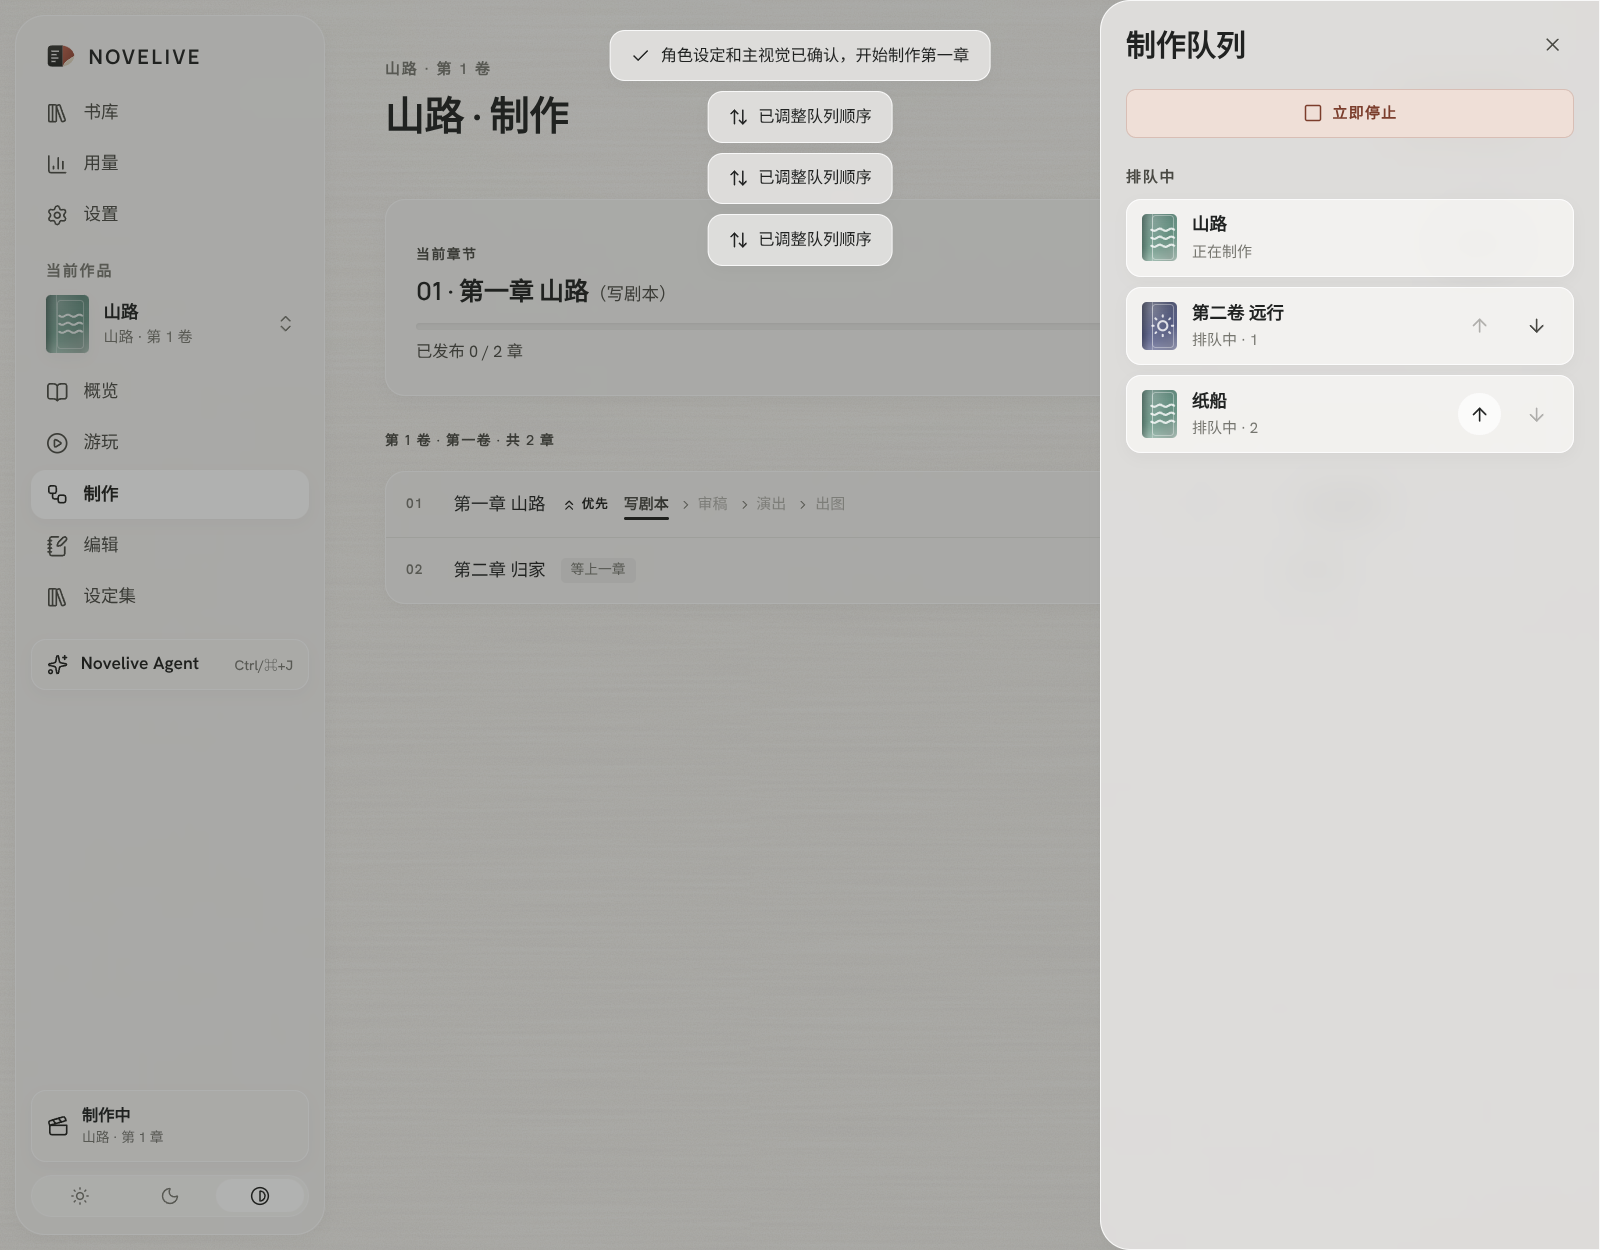 NOVELIVE
书库
用量
设置
当前作品
山路
山路 · 第 1 卷
概览
游玩
制作
编辑
设定集
Novelive Agent Ctrl/⌘+J
制作中
山路 · 第 1 章
山路 · 第 1 卷
山路 · 制作
角色设定和主视觉已确认，开始制作第一章
已调整队列顺序
已调整队列顺序
已调整队列顺序
当前章节
01 · 第一章 山路（写剧本）
已发布 0 / 2 章
第 1 卷 · 第一卷 · 共 2 章
01 第一章 山路 优先 写剧本 审稿 演出 出图
02 第二章 归家 等上一章
制作队列
立即停止
排队中
山路
正在制作
第二卷 远行
排队中 · 1
纸船
排队中 · 2